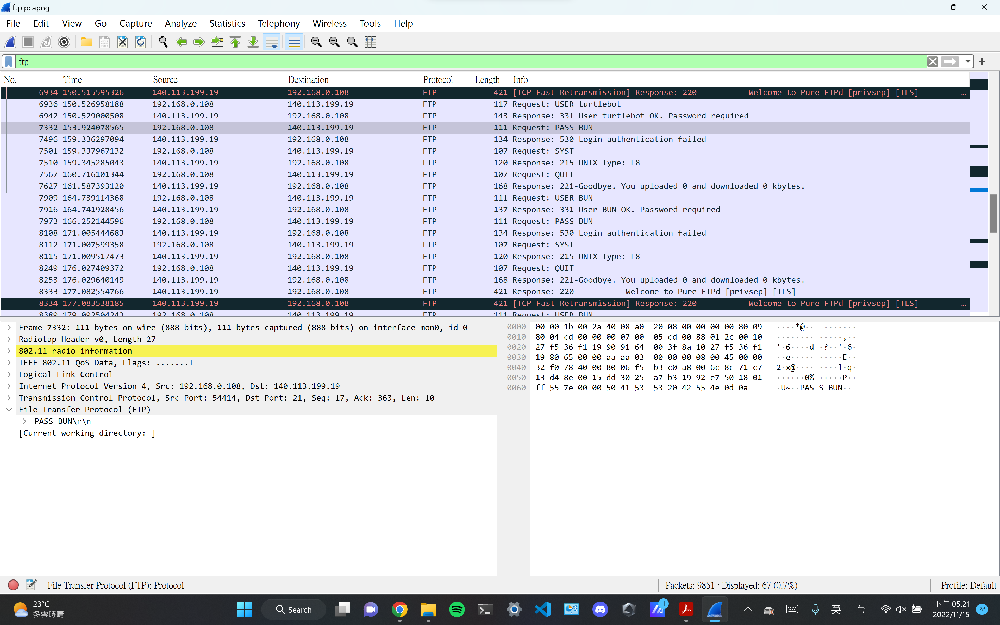 ftp.pcapng
File Edit View Go Capture Analyze Statistics Telephony Wireless Tools Help
ftp
No. Time Source Destination Protocol Length Info
6934 150.515595326 140.113.199.19 192.168.0.108 FTP 421 [TCP Fast Retransmission] Response: 220---------- Welcome to Pure-FTPd [privsep] [TLS] --------…
6936 150.526958188 192.168.0.108 140.113.199.19 FTP 117 Request: USER turtlebot
6942 150.529000508 140.113.199.19 192.168.0.108 FTP 143 Response: 331 User turtlebot OK. Password required
7332 153.924078565 192.168.0.108 140.113.199.19 FTP 111 Request: PASS BUN
7496 159.336297094 140.113.199.19 192.168.0.108 FTP 134 Response: 530 Login authentication failed
7501 159.337967132 192.168.0.108 140.113.199.19 FTP 107 Request: SYST
7510 159.345285043 140.113.199.19 192.168.0.108 FTP 120 Response: 215 UNIX Type: L8
7567 160.716101344 192.168.0.108 140.113.199.19 FTP 107 Request: QUIT
7627 161.587393120 140.113.199.19 192.168.0.108 FTP 168 Response: 221-Goodbye. You uploaded 0 and downloaded 0 kbytes.
7909 164.739114368 192.168.0.108 140.113.199.19 FTP 111 Request: USER BUN
7916 164.741928456 140.113.199.19 192.168.0.108 FTP 137 Response: 331 User BUN OK. Password required
7973 166.252144596 192.168.0.108 140.113.199.19 FTP 111 Request: PASS BUN
8108 171.005444683 140.113.199.19 192.168.0.108 FTP 134 Response: 530 Login authentication failed
8112 171.007599358 192.168.0.108 140.113.199.19 FTP 107 Request: SYST
8115 171.009517473 140.113.199.19 192.168.0.108 FTP 120 Response: 215 UNIX Type: L8
8249 176.027409372 192.168.0.108 140.113.199.19 FTP 107 Request: QUIT
8253 176.029640149 140.113.199.19 192.168.0.108 FTP 168 Response: 221-Goodbye. You uploaded 0 and downloaded 0 kbytes.
8333 177.082554766 140.113.199.19 192.168.0.108 FTP 421 Response: 220---------- Welcome to Pure-FTPd [privsep] [TLS] ----------
8334 177.083538185 140.113.199.19 192.168.0.108 FTP 421 [TCP Fast Retransmission] Response: 220---------- Welcome to Pure-FTPd [privsep] [TLS] --------…
8389 179.092504243 192.168.0.108 140.113.199.19 FTP 111 Request: USER BUN
Frame 7332: 111 bytes on wire (888 bits), 111 bytes captured (888 bits) on interface mon0, id 0
Radiotap Header v0, Length 27
802.11 radio information
IEEE 802.11 QoS Data, Flags: .......T
Logical-Link Control
Internet Protocol Version 4, Src: 192.168.0.108, Dst: 140.113.199.19
Transmission Control Protocol, Src Port: 54414, Dst Port: 21, Seq: 17, Ack: 363, Len: 10
File Transfer Protocol (FTP)
PASS BUN\r\n
[Current working directory: ]
0000 00 00 1b 00 2a 40 08 a0 20 08 00 00 00 00 80 09 ····*@·· ·······
0010 80 04 cd 00 00 00 07 00 05 cd 00 88 01 2c 00 10 ········ ·····,··
0020 27 f5 36 f1 19 90 91 64 00 3f 8a 10 27 f5 36 f1 '·6····d ·?··'·6·
0030 19 80 65 00 00 aa aa 03 00 00 00 08 00 45 00 00 ··e····· ·····E··
0040 32 f0 78 40 00 80 06 f5 b3 c0 a8 00 6c 8c 71 c7 2·x@···· ····l·q·
0050 13 d4 8e 00 15 dd 30 25 a7 b3 19 92 e7 50 18 01 ······0% ·····P··
0060 ff 55 7e 00 00 50 41 53 53 20 42 55 4e 0d 0a ·U~··PAS S BUN··
File Transfer Protocol (FTP): Protocol
Packets: 9851 · Displayed: 67 (0.7%)
Profile: Default
23°C
多雲時晴
Search
1
英
ㄣ
下午 05:21
2022/11/15
28